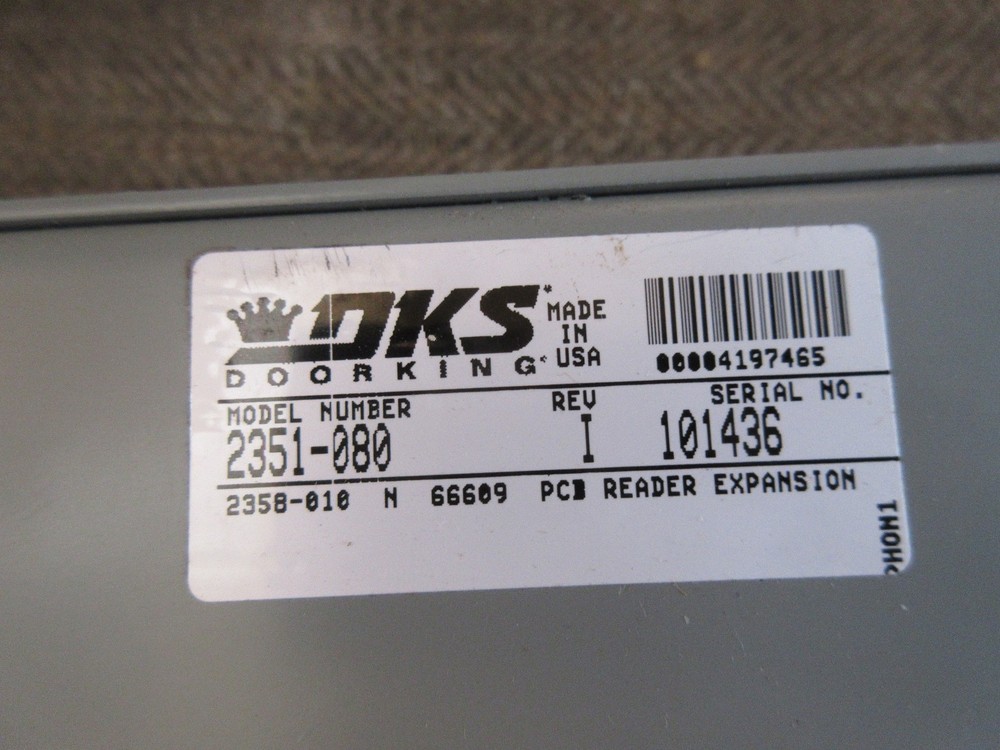 DKS
DOORKING
MADE
IN
USA
00004197465
MODEL NUMBER
REV
SERIAL NO.
2351-080
I
101436
2358-010 N 66609 PCB READER EXPANSION
PHON1